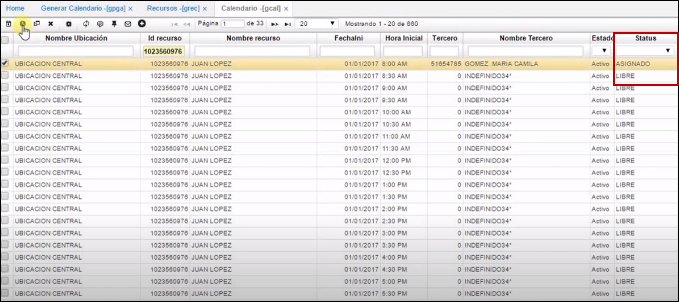 Home Generar Calendario -[gpga] × Recursos -[grec] × Calendario -[gcal] ×
Página 1 de 33 20 Mostrando 1 - 20 de 660
Nombre Ubicación Id recurso Nombre recurso FechaIni Hora Inicial Tercero Nombre Tercero Estado Status
1023560976
UBICACION CENTRAL 1023560976 JUAN LOPEZ 01/01/2017 8:00 AM 51654785 GOMEZ MARIA CAMILA Activo ASIGNADO
UBICACION CENTRAL 1023560976 JUAN LOPEZ 01/01/2017 8:30 AM 0 INDEFINIDO34* Activo LIBRE
UBICACION CENTRAL 1023560976 JUAN LOPEZ 01/01/2017 9:00 AM 0 INDEFINIDO34* Activo LIBRE
UBICACION CENTRAL 1023560976 JUAN LOPEZ 01/01/2017 9:30 AM 0 INDEFINIDO34* Activo LIBRE
UBICACION CENTRAL 1023560976 JUAN LOPEZ 01/01/2017 10:00 AM 0 INDEFINIDO34* Activo LIBRE
UBICACION CENTRAL 1023560976 JUAN LOPEZ 01/01/2017 10:30 AM 0 INDEFINIDO34* Activo LIBRE
UBICACION CENTRAL 1023560976 JUAN LOPEZ 01/01/2017 11:00 AM 0 INDEFINIDO34* Activo LIBRE
UBICACION CENTRAL 1023560976 JUAN LOPEZ 01/01/2017 11:30 AM 0 INDEFINIDO34* Activo LIBRE
UBICACION CENTRAL 1023560976 JUAN LOPEZ 01/01/2017 12:00 PM 0 INDEFINIDO34* Activo LIBRE
UBICACION CENTRAL 1023560976 JUAN LOPEZ 01/01/2017 12:30 PM 0 INDEFINIDO34* Activo LIBRE
UBICACION CENTRAL 1023560976 JUAN LOPEZ 01/01/2017 1:00 PM 0 INDEFINIDO34* Activo LIBRE
UBICACION CENTRAL 1023560976 JUAN LOPEZ 01/01/2017 1:30 PM 0 INDEFINIDO34* Activo LIBRE
UBICACION CENTRAL 1023560976 JUAN LOPEZ 01/01/2017 2:00 PM 0 INDEFINIDO34* Activo LIBRE
UBICACION CENTRAL 1023560976 JUAN LOPEZ 01/01/2017 2:30 PM 0 INDEFINIDO34* Activo LIBRE
UBICACION CENTRAL 1023560976 JUAN LOPEZ 01/01/2017 3:00 PM 0 INDEFINIDO34* Activo LIBRE
UBICACION CENTRAL 1023560976 JUAN LOPEZ 01/01/2017 3:30 PM 0 INDEFINIDO34* Activo LIBRE
UBICACION CENTRAL 1023560976 JUAN LOPEZ 01/01/2017 4:00 PM 0 INDEFINIDO34* Activo LIBRE
UBICACION CENTRAL 1023560976 JUAN LOPEZ 01/01/2017 4:30 PM 0 INDEFINIDO34* Activo LIBRE
UBICACION CENTRAL 1023560976 JUAN LOPEZ 01/01/2017 5:00 PM 0 INDEFINIDO34* Activo LIBRE
UBICACION CENTRAL 1023560976 JUAN LOPEZ 01/01/2017 5:30 PM 0 INDEFINIDO34* Activo LIBRE